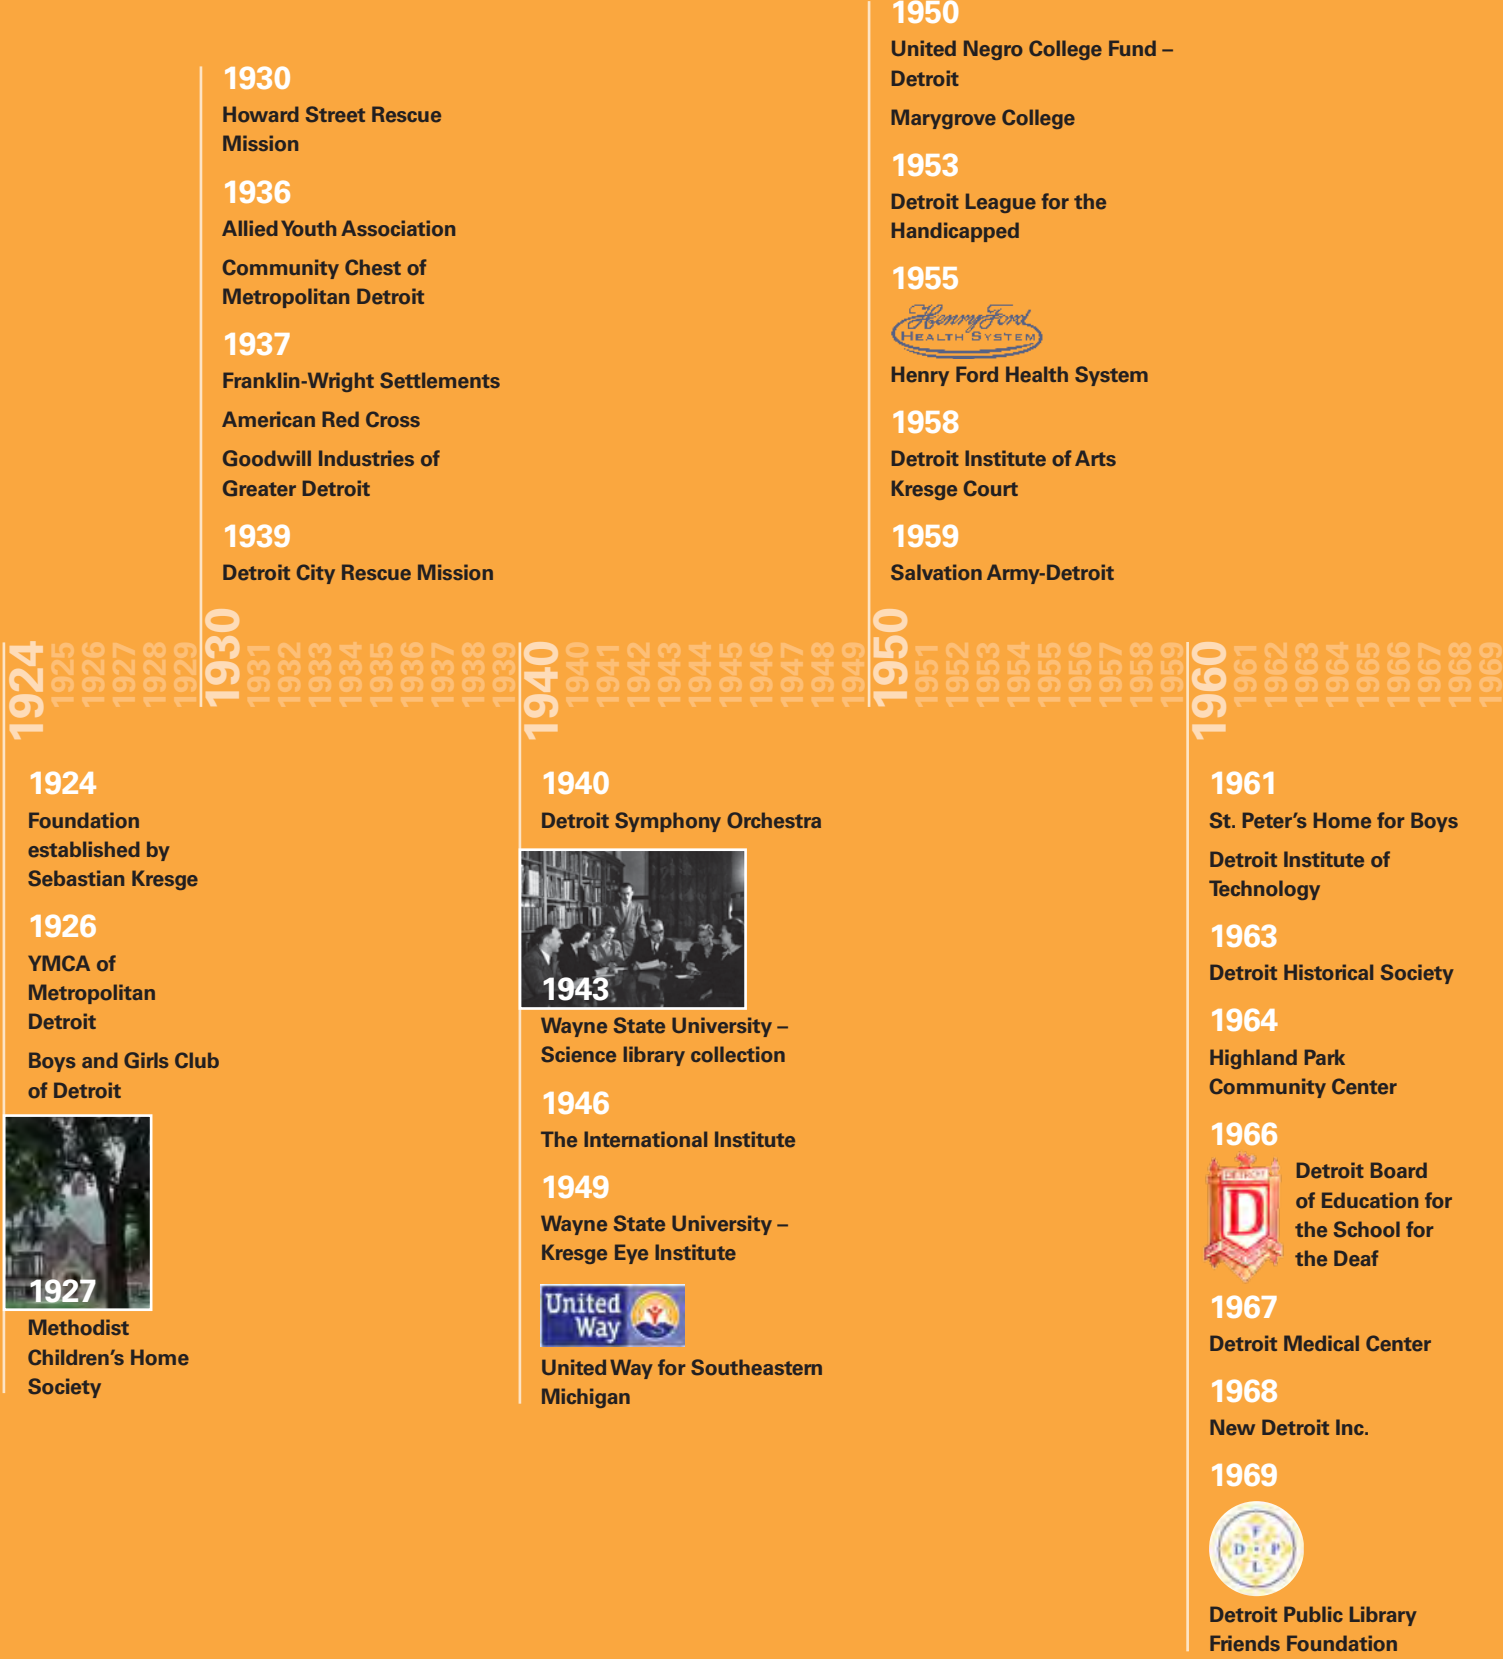 1950
United Negro College Fund –
Detroit
Marygrove College
1953
Detroit League for the
Handicapped
1955
Henry Ford
HEALTH SYSTEM
Henry Ford Health System
1958
Detroit Institute of Arts
Kresge Court
1959
Salvation Army-Detroit
1930
Howard Street Rescue
Mission
1936
Allied Youth Association
Community Chest of
Metropolitan Detroit
1937
Franklin-Wright Settlements
American Red Cross
Goodwill Industries of
Greater Detroit
1939
Detroit City Rescue Mission
1924
1925
1926
1927
1928
1929
1930
1931
1932
1933
1934
1935
1936
1937
1938
1939
1940
1940
1941
1942
1943
1944
1945
1946
1947
1948
1949
1950
1951
1952
1953
1954
1955
1956
1957
1958
1959
1960
1941
1962
1963
1964
1965
1966
1967
1968
1969
1924
Foundation
established by
Sebastian Kresge
1926
YMCA of
Metropolitan
Detroit
Boys and Girls Club
of Detroit
1927
Methodist
Children's Home
Society
1940
Detroit Symphony Orchestra
1943
Wayne State University –
Science library collection
1946
The International Institute
1949
Wayne State University –
Kresge Eye Institute
United
Way
United Way for Southeastern
Michigan
1961
St. Peter's Home for Boys
Detroit Institute of
Technology
1963
Detroit Historical Society
1964
Highland Park
Community Center
1966
DETROIT
D
Detroit Board
of Education for
the School for
the Deaf
1967
Detroit Medical Center
1968
New Detroit Inc.
1969
F
D P
L
Detroit Public Library
Friends Foundation